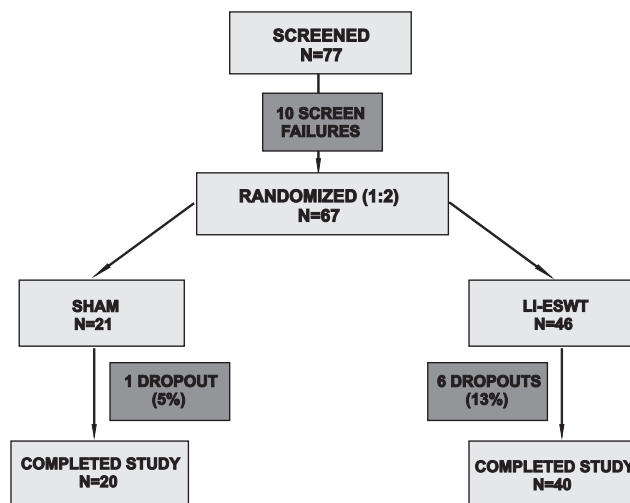 SCREENED
N=77
10 SCREEN
FAILURES
RANDOMIZED (1:2)
N=67
SHAM
N=21
LI-ESWT
N=46
1 DROPOUT
(5%)
6 DROPOUTS
(13%)
COMPLETED STUDY
N=20
COMPLETED STUDY
N=40